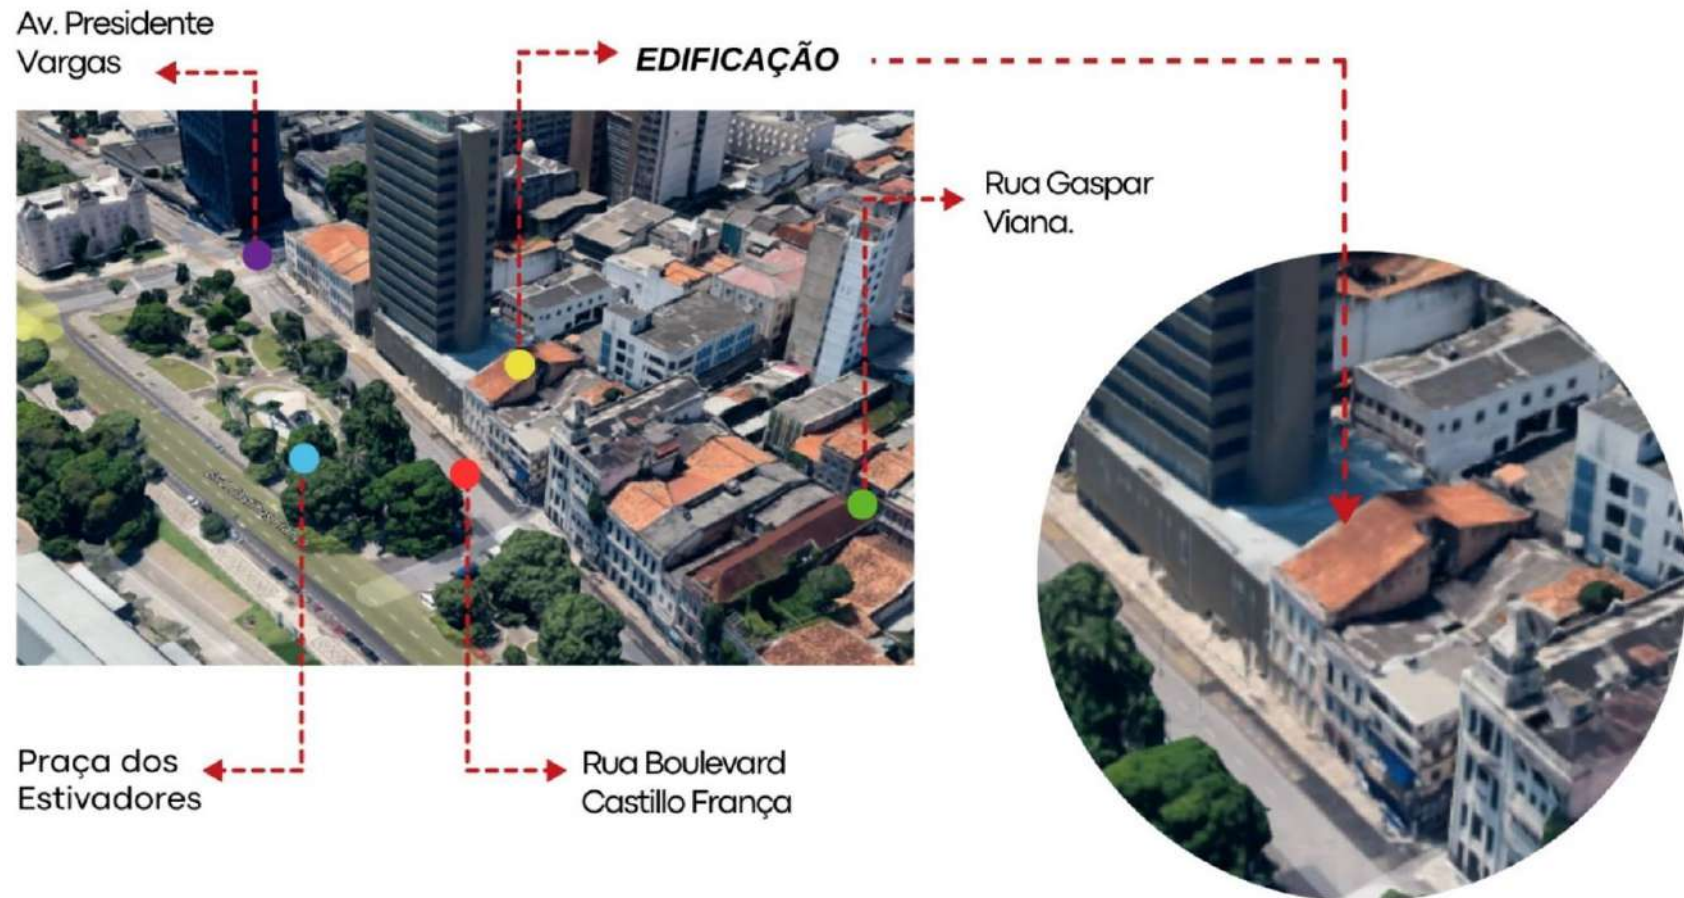 Av. Presidente
Vargas
EDIFICAÇÃO
Rua Gaspar
Viana.
Praça dos
Estivadores
Rua Boulevard
Castillo França